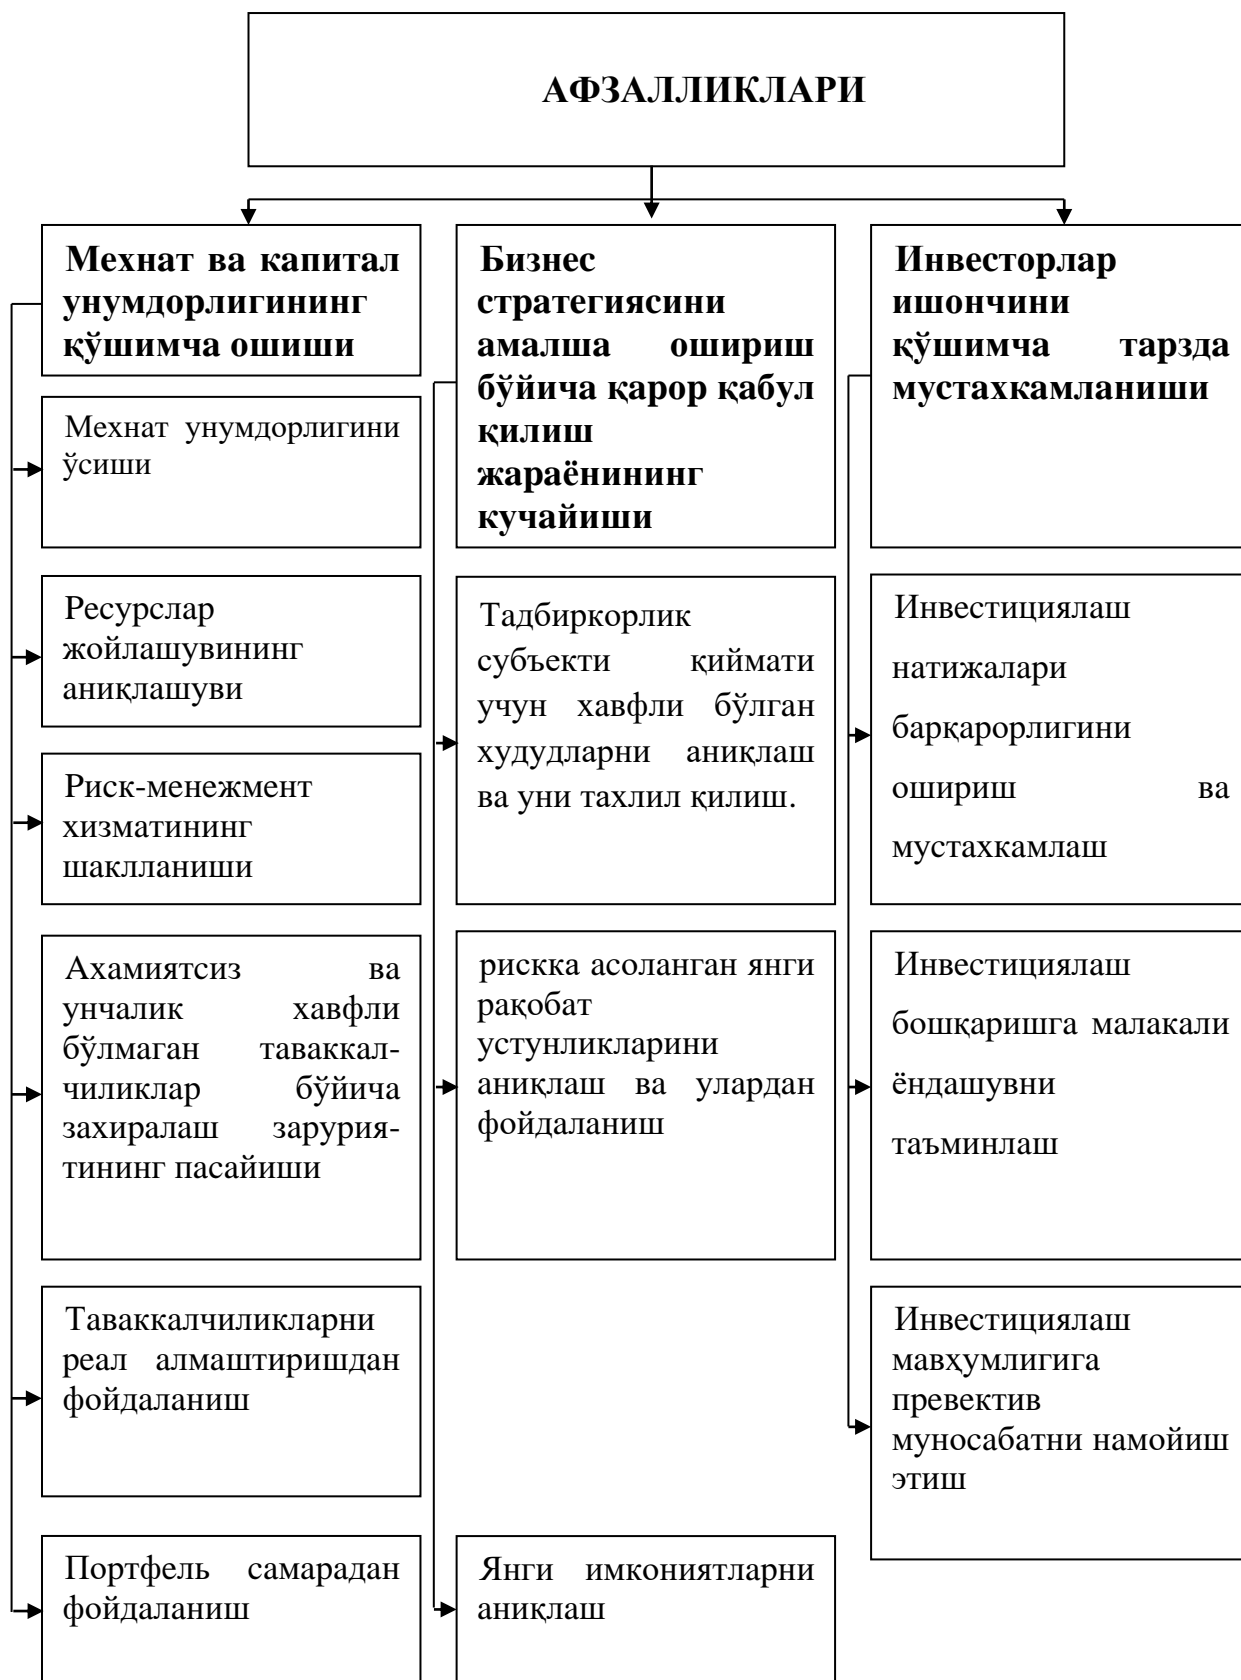 АФЗАЛЛИКЛАРИ
Мехнат ва капитал
унумдорлигининг
қўшимча ошиши
Мехнат унумдорлигини
ўсиши
Ресурслар
жойлашувининг
аниқлашуви
Риск-менежмент
хизматининг
шаклланиши
Ахамиятсиз ва
унчалик хавфли
бўлмаган таваккал-
чиликлар бўйича
захиралаш зарурия-
тининг пасайиши
Таваккалчиликларни
реал алмаштиришдан
фойдаланиш
Портфель самарадан
фойдаланиш
Бизнес
стратегиясини
амалша ошириш
бўйича қарор қабул
қилиш
жараёнининг
кучайиши
Тадбиркорлик
субъекти қиймати
учун хавфли бўлган
худудларни аниқлаш
ва уни тахлил қилиш.
рискка асоланган янги
рақобат
устунликларини
аниқлаш ва улардан
фойдаланиш
Янги имкониятларни
аниқлаш
Инвесторлар
ишончини
қўшимча тарзда
мустахкамланиши
Инвестициялаш
натижалари
барқарорлигини
ошириш ва
мустахкамлаш
Инвестициялаш
бошқаришга малакали
ёндашувни
таъминлаш
Инвестициялаш
мавҳумлигига
превектив
муносабатни намойиш
этиш